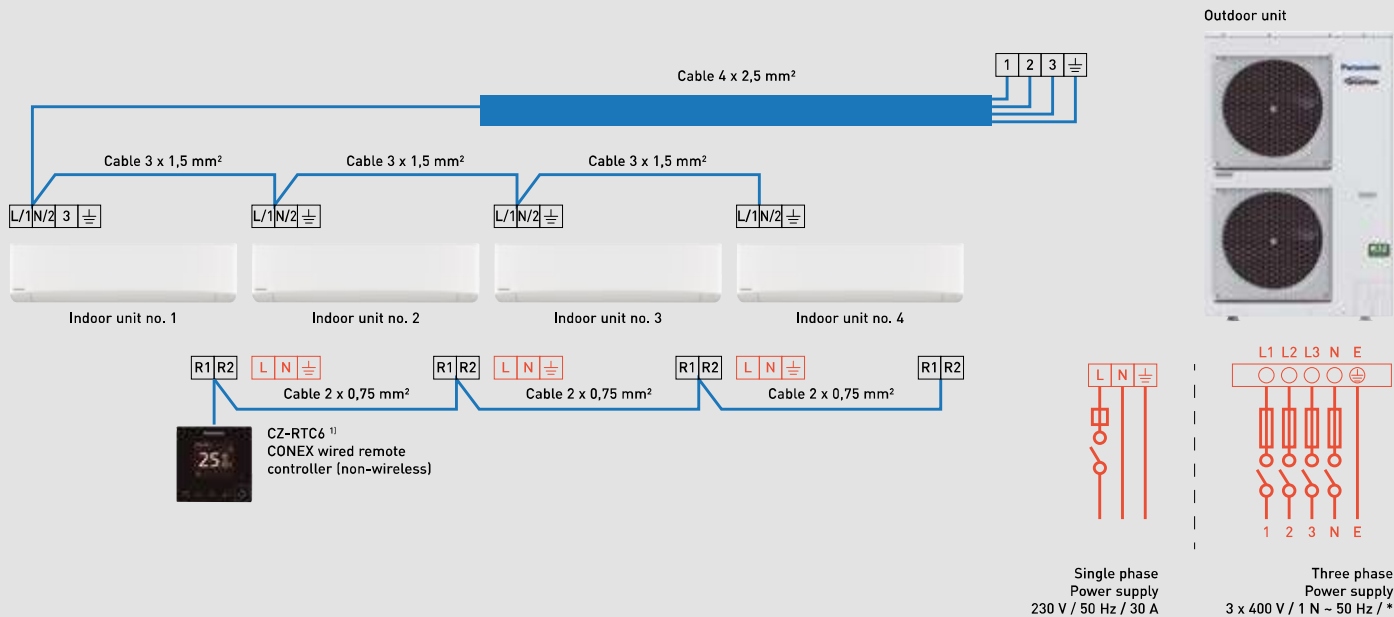 Outdoor unit
1 2 3
Cable 4 x 2,5 mm²
Panasonic
Inverter
Cable 3 x 1,5 mm² Cable 3 x 1,5 mm² Cable 3 x 1,5 mm²
L/1 N/2 3 L/1 N/2 L/1 N/2 L/1 N/2
Indoor unit no. 1 Indoor unit no. 2 Indoor unit no. 3 Indoor unit no. 4
R1 R2 L N R1 R2 L N R1 R2 L N R1 R2
Cable 2 x 0,75 mm² Cable 2 x 0,75 mm² Cable 2 x 0,75 mm²
25
CZ-RTC6 ¹⁾
CONEX wired remote
controller (non-wireless)
L N
L1 L2 L3 N E
1 2 3 N E
Single phase
Power supply
230 V / 50 Hz / 30 A
Three phase
Power supply
3 x 400 V / 1 N ~ 50 Hz / *